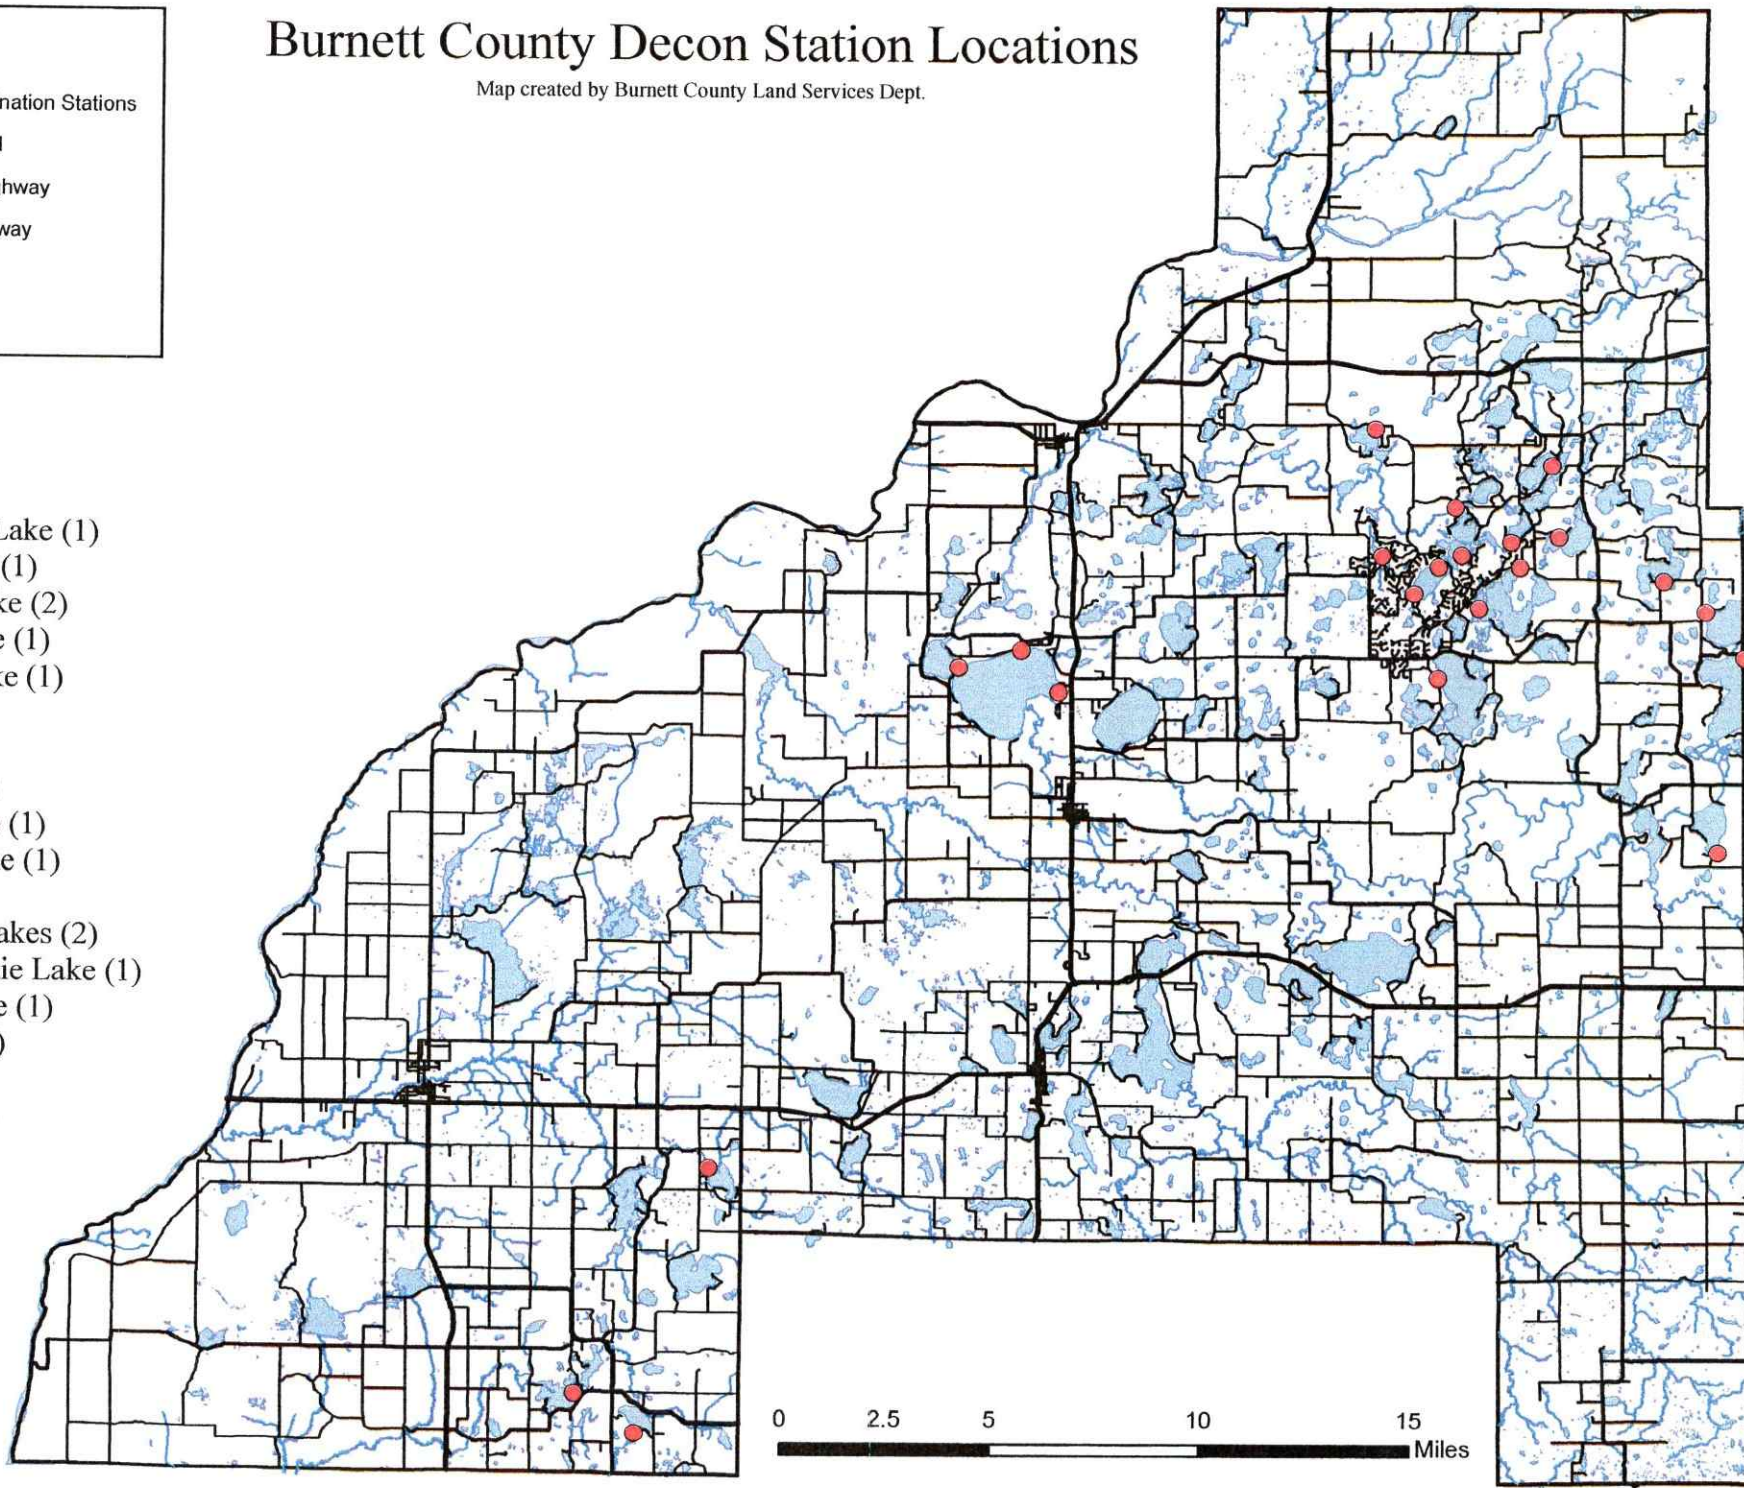 Burnett County Decon Station Locations
Map created by Burnett County Land Services Dept.
nation Stations
hway
way
Lake (1)
(1)
ke (2)
e (1)
ke (1)
(1)
e (1)
akes (2)
ie Lake (1)
e (1)
)
0 2.5 5 10 15
Miles